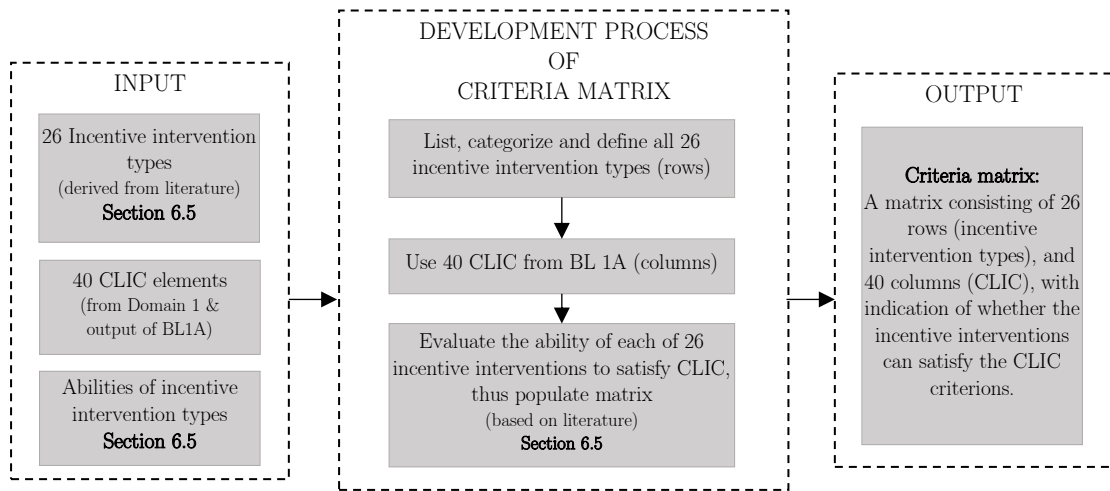 INPUT
26 Incentive intervention
types
(derived from literature)
Section 6.5
40 CLIC elements
(from Domain 1 &
output of BL1A)
Abilities of incentive
intervention types
Section 6.5
DEVELOPMENT PROCESS
OF
CRITERIA MATRIX
List, categorize and define all 26
incentive intervention types (rows)
Use 40 CLIC from BL 1A (columns)
Evaluate the ability of each of 26
incentive interventions to satisfy CLIC,
thus populate matrix
(based on literature)
Section 6.5
OUTPUT
Criteria matrix:
A matrix consisting of 26
rows (incentive
intervention types), and
40 columns (CLIC), with
indication of whether the
incentive interventions
can satisfy the CLIC
criterions.